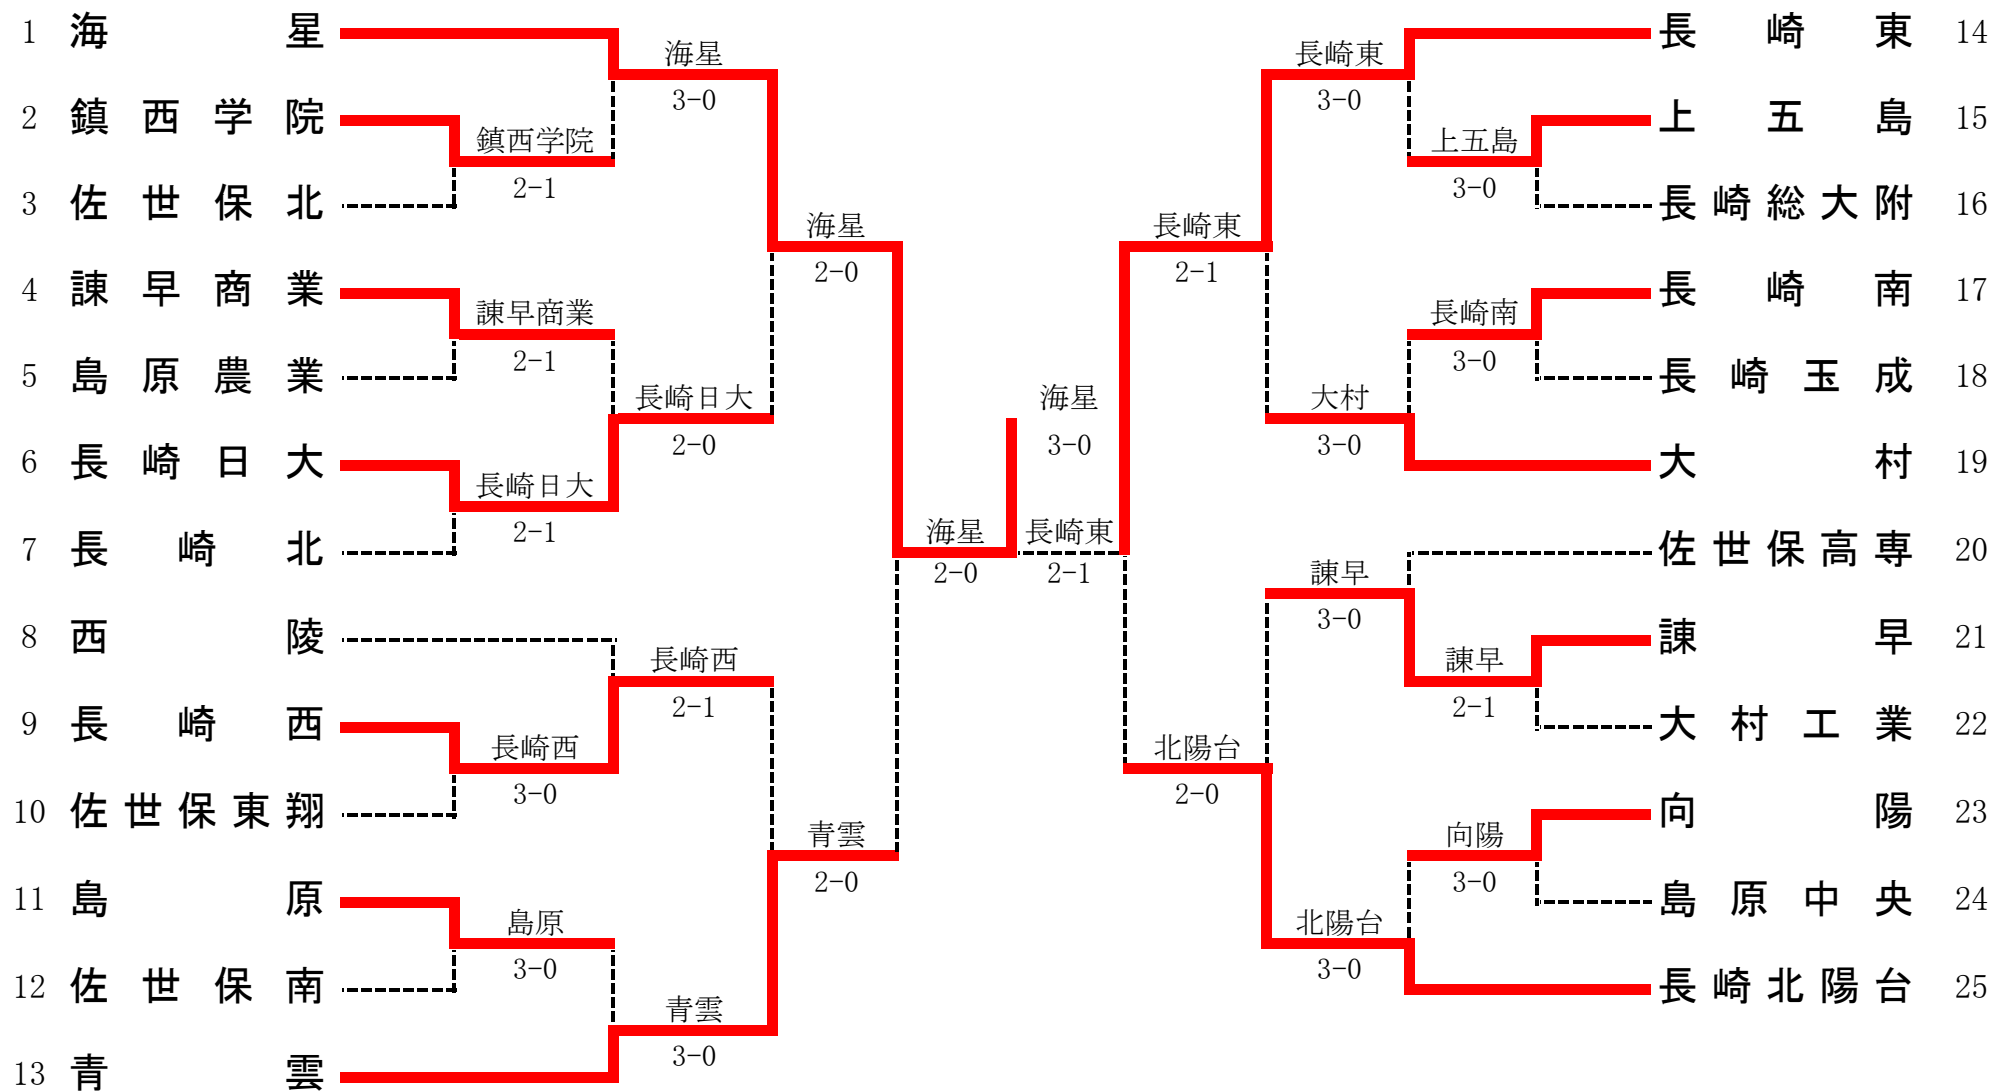 1 海星
2 鎮西学院
3 佐世保北
4 諫早商業
5 島原農業
6 長崎日大
7 長崎北
8 西陵
9 長崎西
10 佐世保東翔
11 島原
12 佐世保南
13 青雲
鎮西学院
2-1
諫早商業
2-1
長崎日大
2-1
長崎西
3-0
島原
3-0
海星
3-0
長崎日大
2-0
長崎西
2-1
青雲
3-0
海星
2-0
青雲
2-0
海星
2-0
海星
3-0
長崎東
2-1
長崎東
2-1
北陽台
2-0
長崎東
3-0
大村
3-0
諫早
3-0
北陽台
3-0
上五島
3-0
長崎南
3-0
諫早
2-1
向陽
3-0
長崎東 14
上五島 15
長崎総大附 16
長崎南 17
長崎玉成 18
大村 19
佐世保高専 20
諫早 21
大村工業 22
向陽 23
島原中央 24
長崎北陽台 25